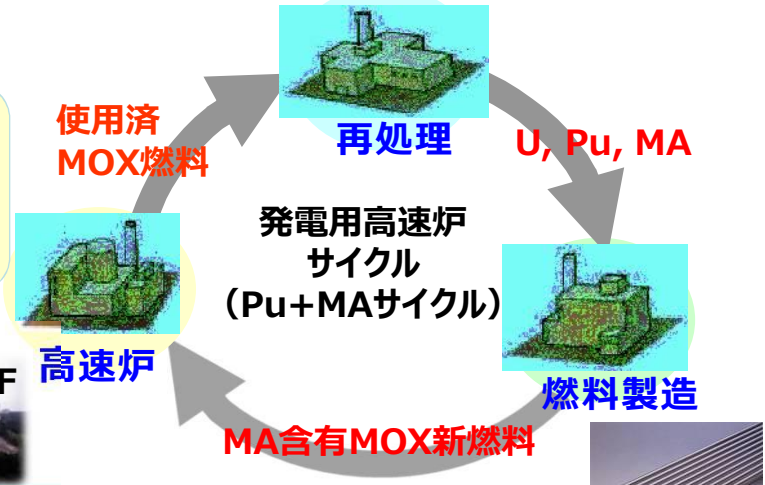 使用済
MOX燃料
再処理
U, Pu, MA
発電用高速炉
サイクル
（Pu+MAサイクル）
高速炉
F
燃料製造
MA含有MOX新燃料